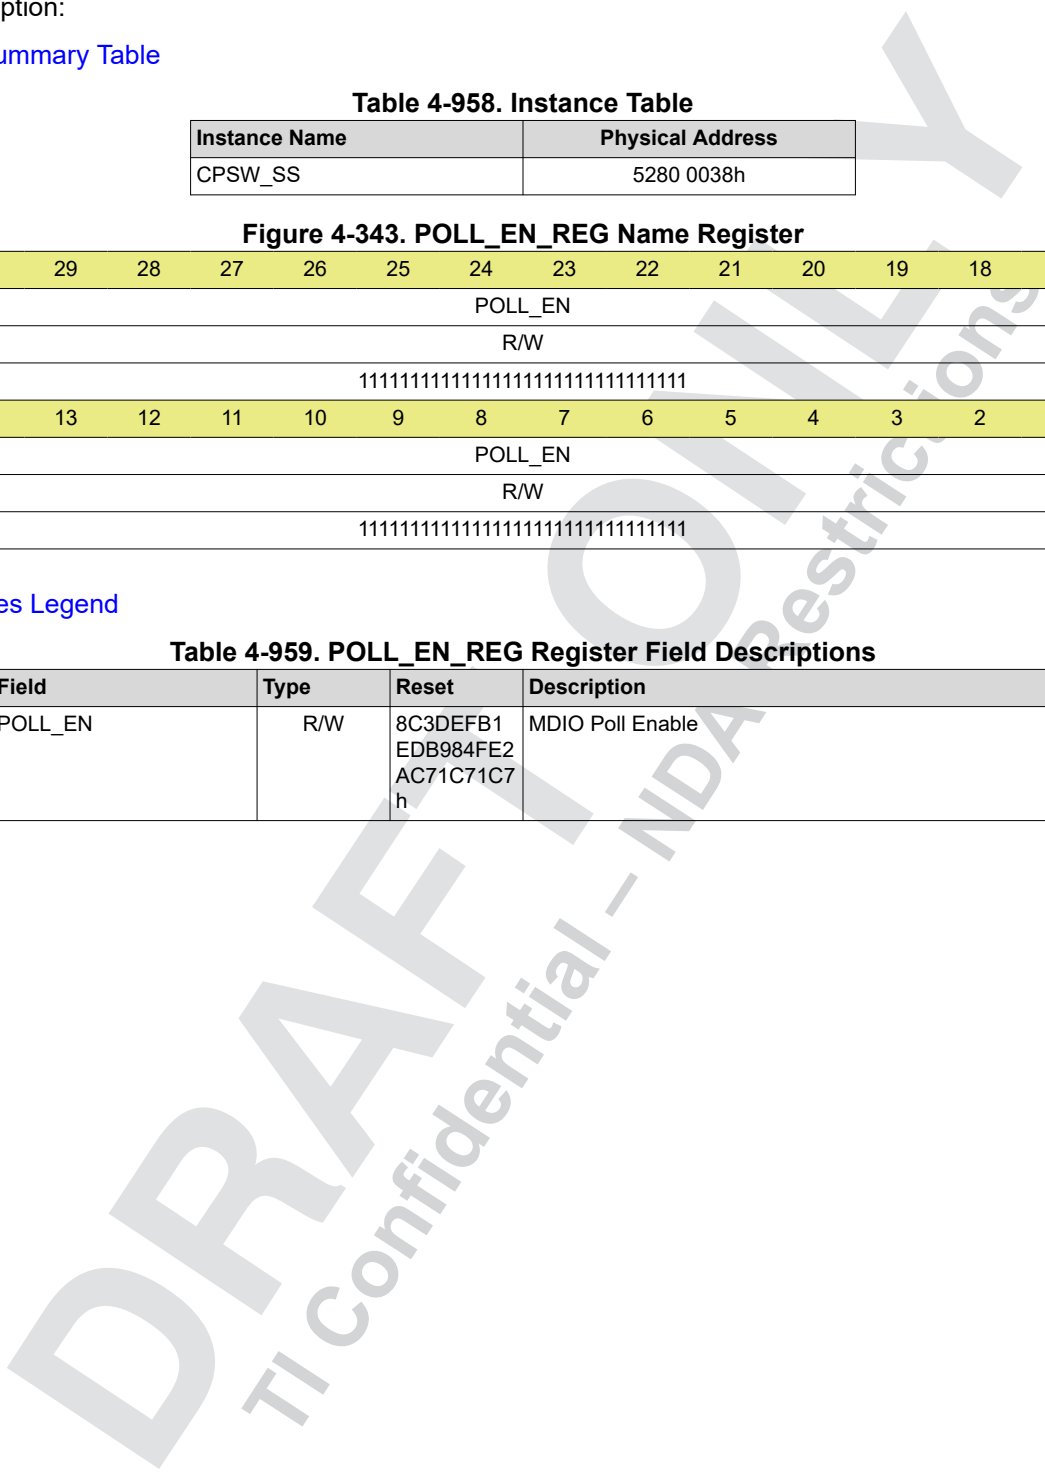 ption:
ummary Table
Table 4-958. Instance Table
Instance Name Physical Address
CPSW_SS 5280 0038h
Figure 4-343. POLL_EN_REG Name Register
29 28 27 26 25 24 23 22 21 20 19 18
POLL_EN
R/W
11111111111111111111111111111111
13 12 11 10 9 8 7 6 5 4 3 2
POLL_EN
R/W
11111111111111111111111111111111
es Legend
Table 4-959. POLL_EN_REG Register Field Descriptions
Field Type Reset Description
POLL_EN R/W 8C3DEFB1 MDIO Poll Enable
EDB984FE2
AC71C71C7
h
DRAFT ONLY
TI Confidential – NDA Restrictions